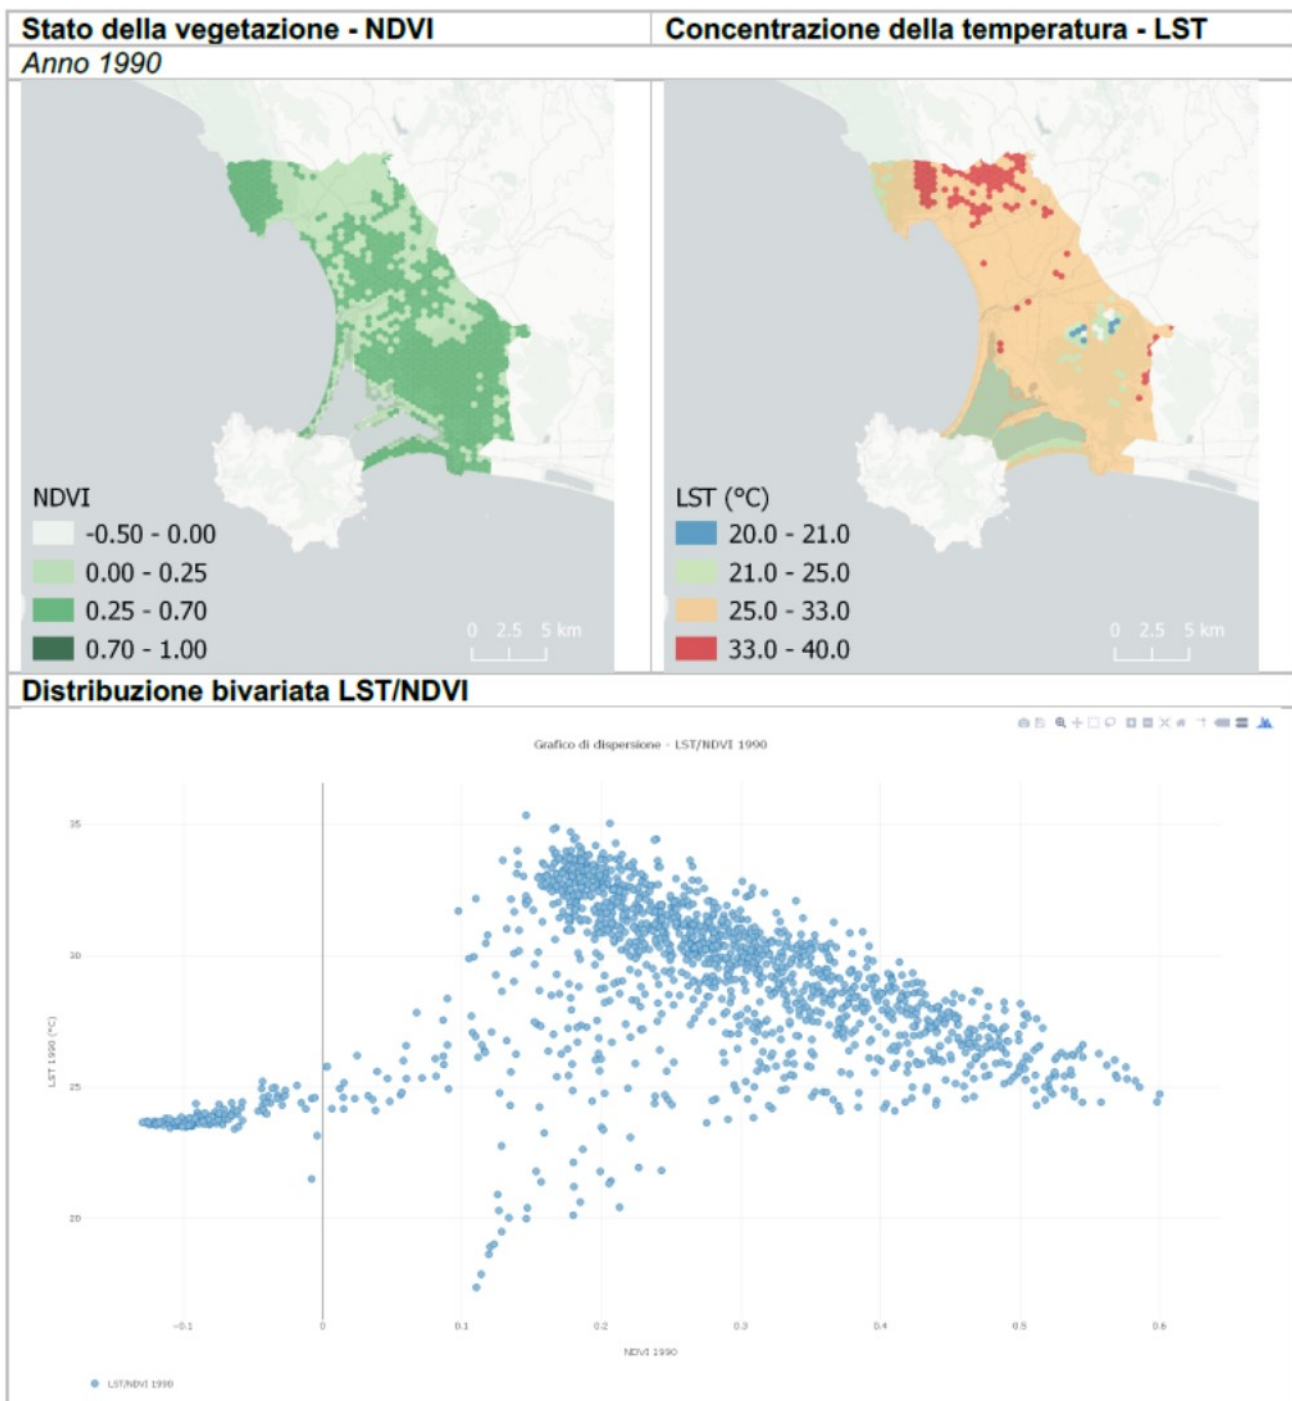 Stato della vegetazione - NDVI
Concentrazione della temperatura - LST
Anno 1990
NDVI
-0.50 - 0.00
0.00 - 0.25
0.25 - 0.70
0.70 - 1.00
0 2.5 5 km
LST (°C)
20.0 - 21.0
21.0 - 25.0
25.0 - 33.0
33.0 - 40.0
0 2.5 5 km
Distribuzione bivariata LST/NDVI
Grafico di dispersione - LST/NDVI 1990
35
30
25
20
LST 1990 (°C)
−0.1 0 0.1 0.2 0.3 0.4 0.5 0.6
NDVI 1990
LST/NDVI 1990